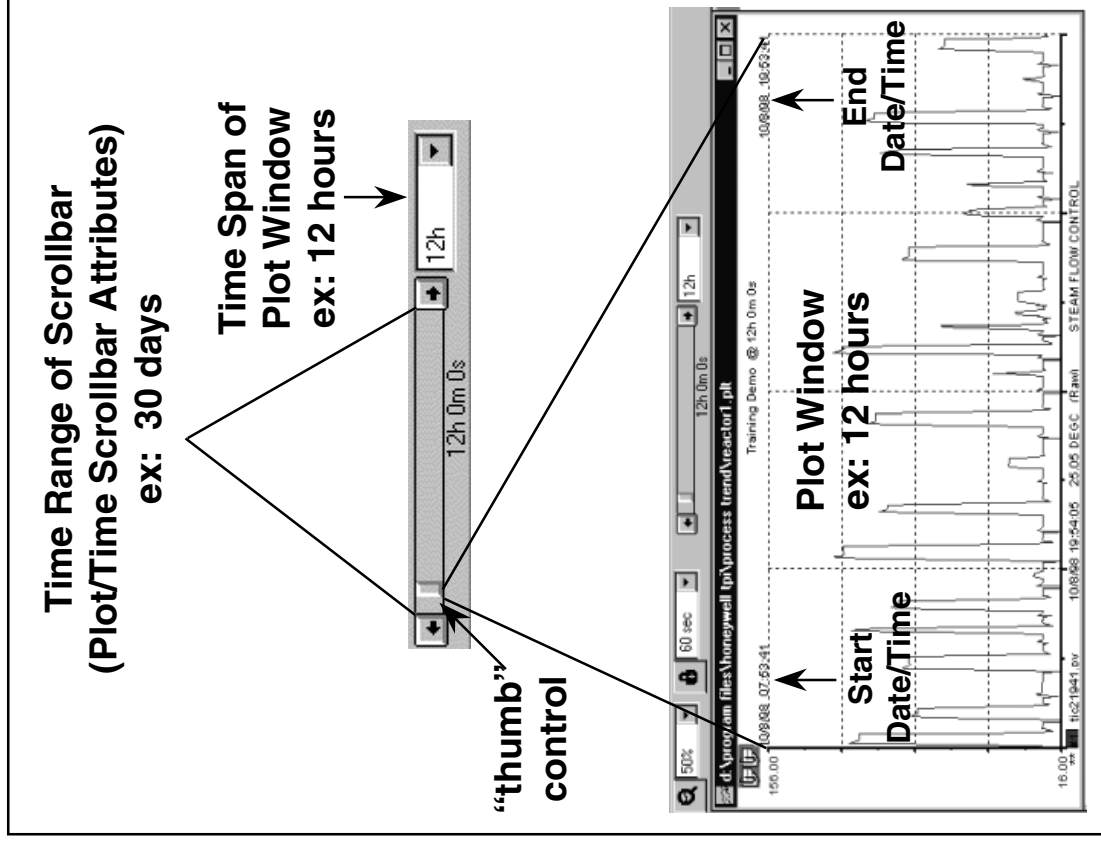 Time Range of Scrollbar
(Plot/Time Scrollbar Attributes)
ex:  30 days
Time Span of
Plot Window
ex: 12 hours
12h
12h 0m 0s
“thumb”
control
50%
60 sec
12h
12h 0m 0s
d:\program files\honeywell tpi\process trend\reactor1.plt
Training Demo @ 12h 0m 0s
156.00
10/8/98 07:53:41
10/8/98 19:53:41
Start
Date/Time
Plot Window
ex: 12 hours
End
Date/Time
16.00
** tic21941.pv 10/8/98 19:54:05 25.05 DEGC (Raw) STEAM FLOW CONTROL